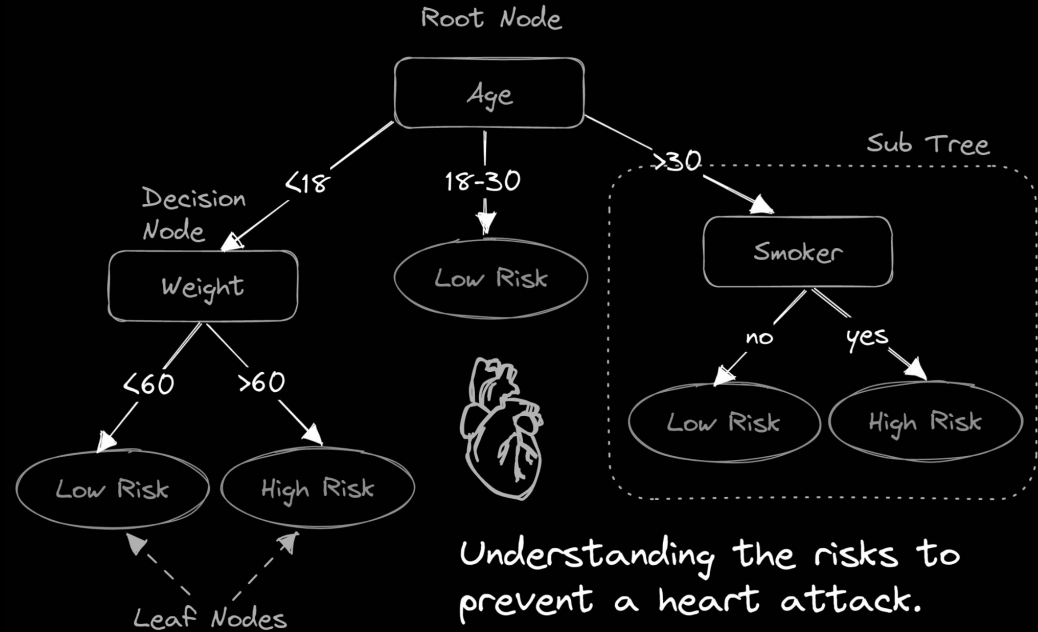 Root Node
Age
Sub Tree
<18
18-30
>30
Decision
Node
Weight
Low Risk
Smoker
<60
>60
no
yes
Low Risk
High Risk
Low Risk
High Risk
Understanding the risks to
prevent a heart attack.
Leaf Nodes